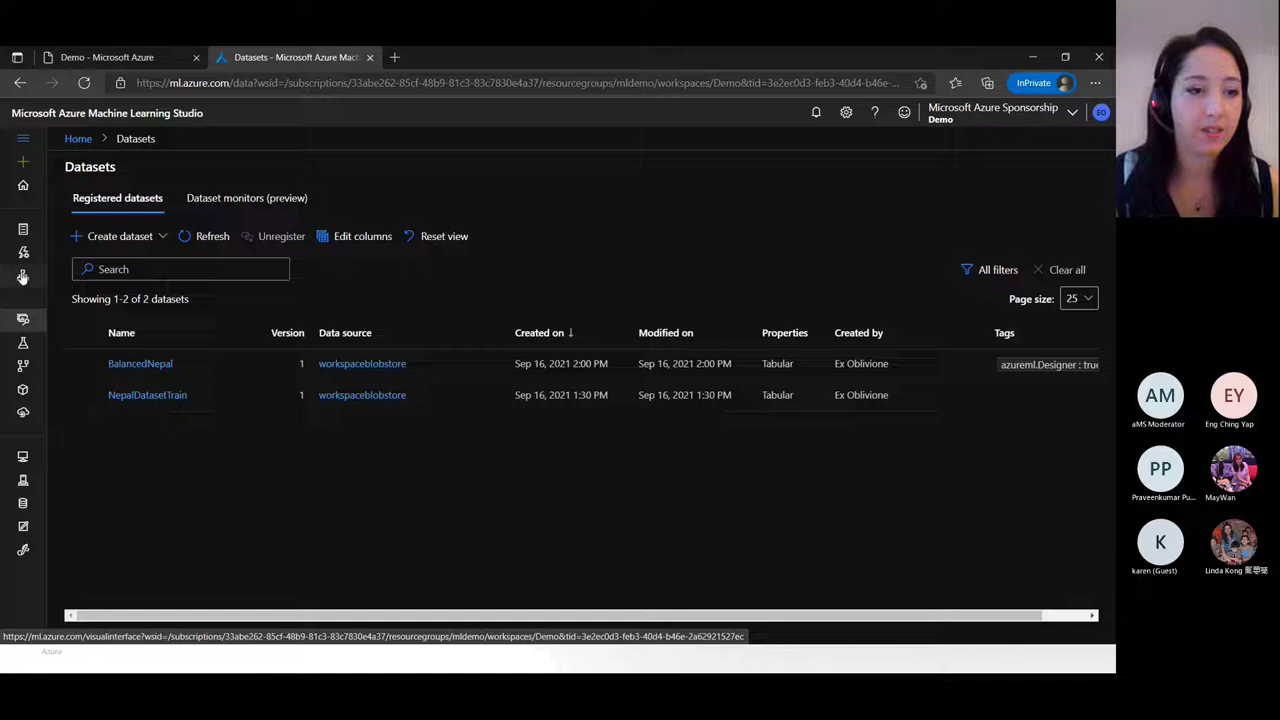 Demo - Microsoft Azure
Datasets - Microsoft Azure Mac
https://ml.azure.com/data?wsid=/subscriptions/33abe262-85cf-48b9-81c3-83c7830e4a37/resourcegroups/mldemo/workspaces/Demo&tid=3e2ec0d3-feb3-40d4-b46e-...
InPrivate
Microsoft Azure Machine Learning Studio
Microsoft Azure Sponsorship
Demo
EO
Home > Datasets
Datasets
Registered datasets
Dataset monitors (preview)
Create dataset
Refresh
Unregister
Edit columns
Reset view
Search
All filters
Clear all
Showing 1-2 of 2 datasets
Page size: 25
Name Version Data source Created on ↓ Modified on Properties Created by Tags
BalancedNepal 1 workspaceblobstore Sep 16, 2021 2:00 PM Sep 16, 2021 2:00 PM Tabular Ex Oblivione azureml.Designer : true
NepalDatasetTrain 1 workspaceblobstore Sep 16, 2021 1:30 PM Sep 16, 2021 1:30 PM Tabular Ex Oblivione
https://ml.azure.com/visualinterface?wsid=/subscriptions/33abe262-85cf-48b9-81c3-83c7830e4a37/resourcegroups/mldemo/workspaces/Demo&tid=3e2ec0d3-feb3-40d4-b46e-2a62921527ec
Azure
AM
aMS Moderator
EY
Eng Ching Yap
PP
Praveenkumar Pu...
MayWan
K
karen (Guest)
Linda Kong